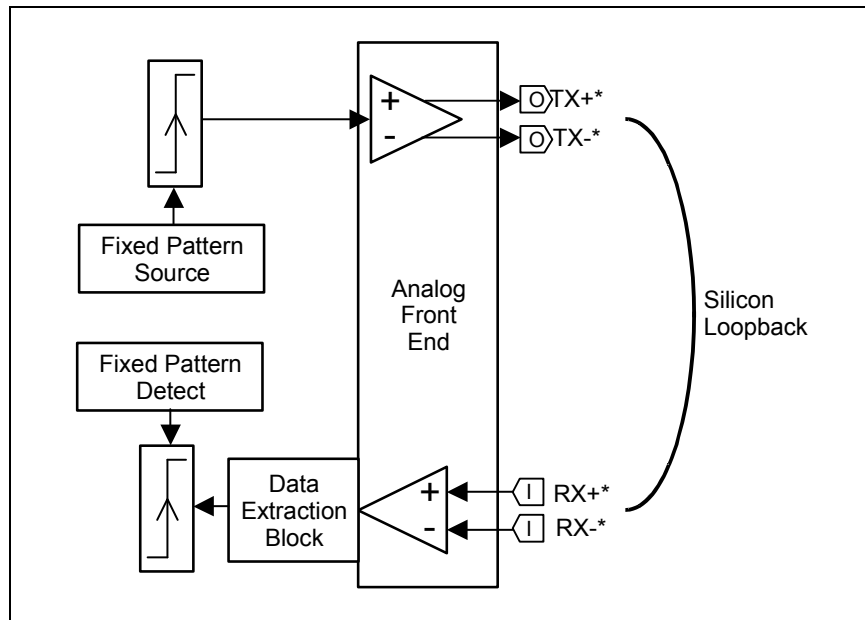 +
-
O TX+*
O TX-*
Fixed Pattern
Source
Analog
Front
End
Silicon
Loopback
Fixed Pattern
Detect
Data
Extraction
Block
+
-
I RX+*
I RX-*